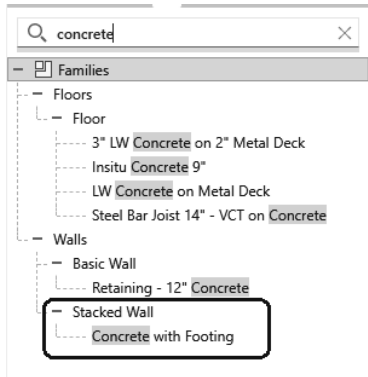 concrete
Families
Floors
Floor
3" LW Concrete on 2" Metal Deck
Insitu Concrete 9"
LW Concrete on Metal Deck
Steel Bar Joist 14" - VCT on Concrete
Walls
Basic Wall
Retaining - 12" Concrete
Stacked Wall
Concrete with Footing